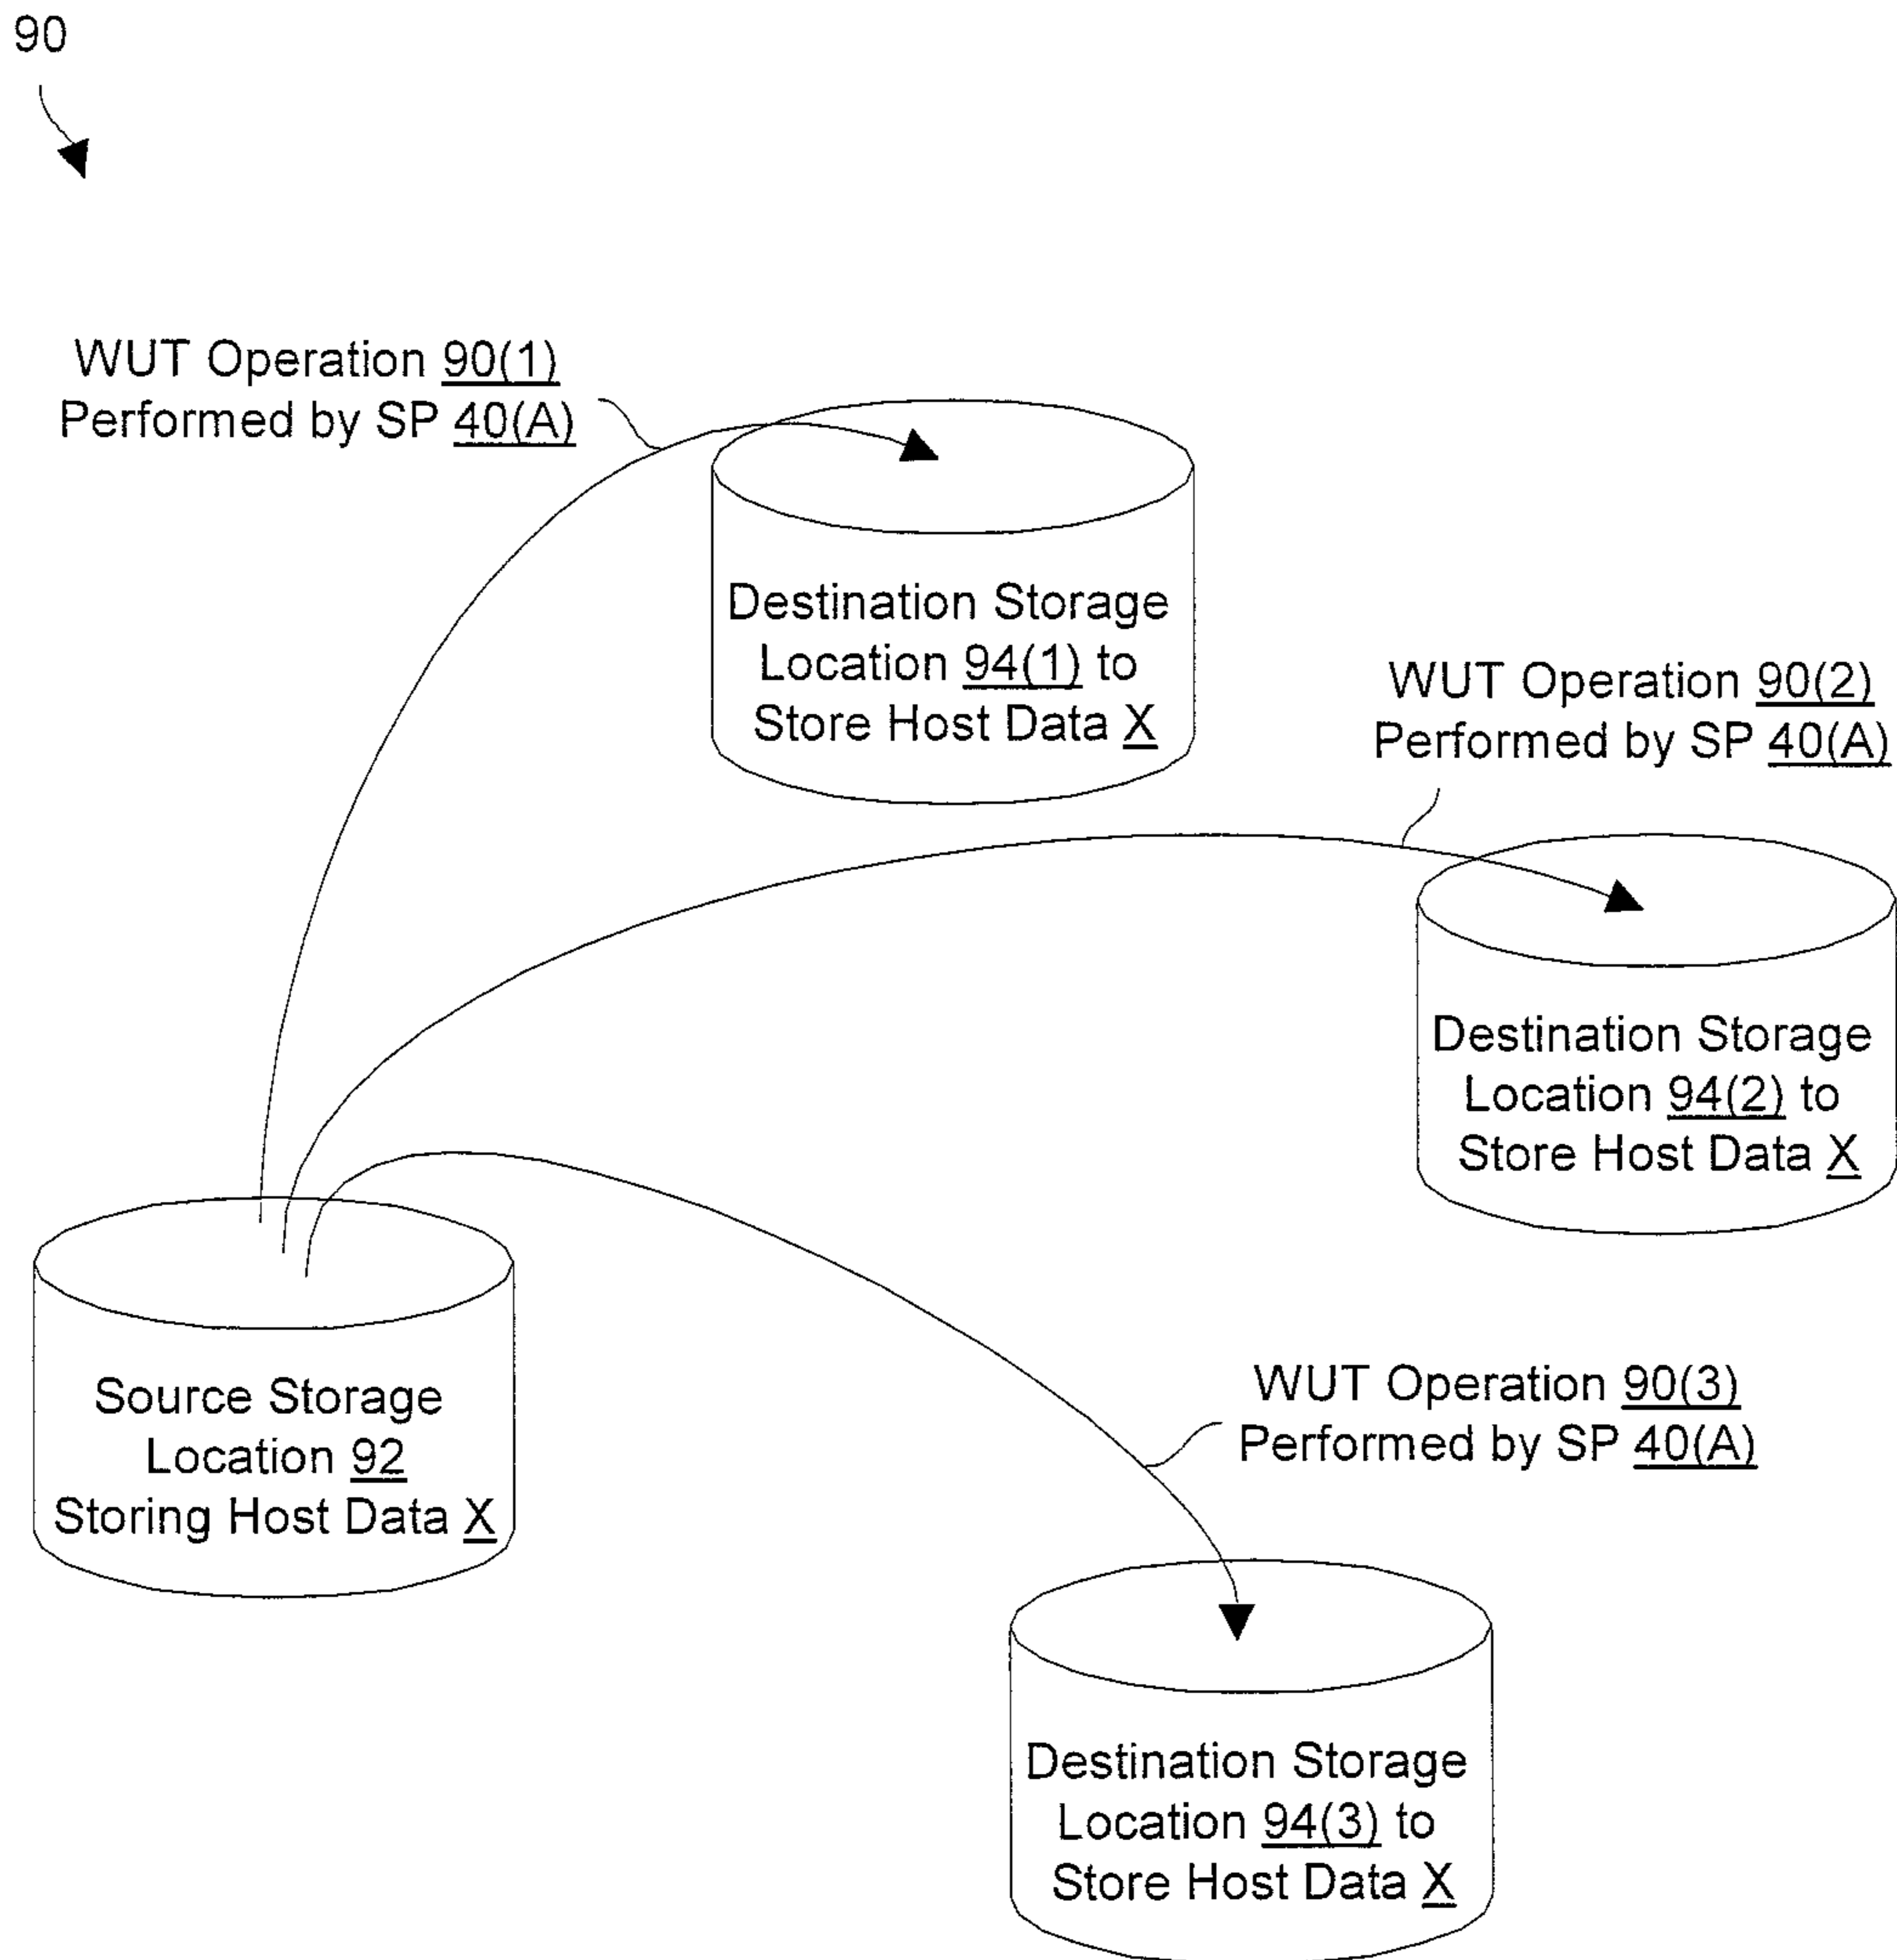 90
WUT Operation 90(1)
Performed by SP 40(A)
Destination Storage
Location 94(1) to
Store Host Data X
WUT Operation 90(2)
Performed by SP 40(A)
Destination Storage
Location 94(2) to
Store Host Data X
Source Storage
Location 92
Storing Host Data X
WUT Operation 90(3)
Performed by SP 40(A)
Destination Storage
Location 94(3) to
Store Host Data X